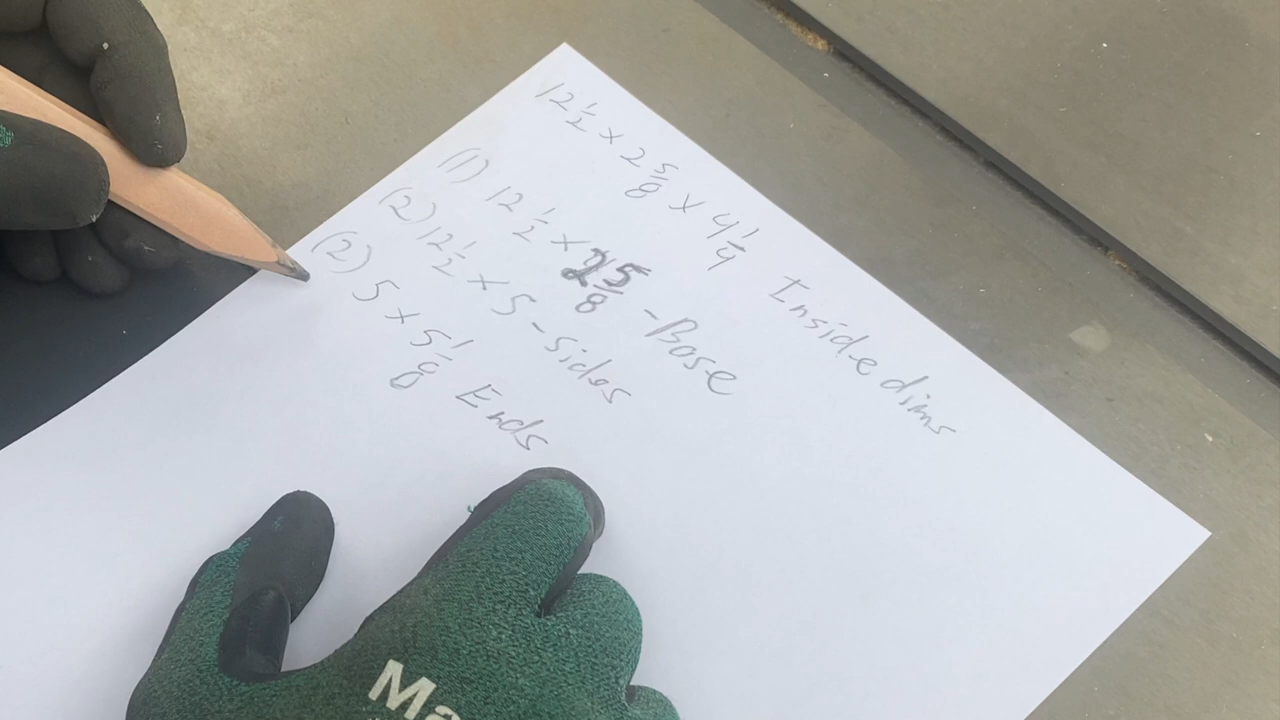 12 1/2 x 2 5/8 x 4 1/4 Inside dims
(1) 12 1/2 x 2 5/8 - Base
(2) 12 1/2 x 5 - Sides
(2) 5 x 5 1/8 Ends
Ma